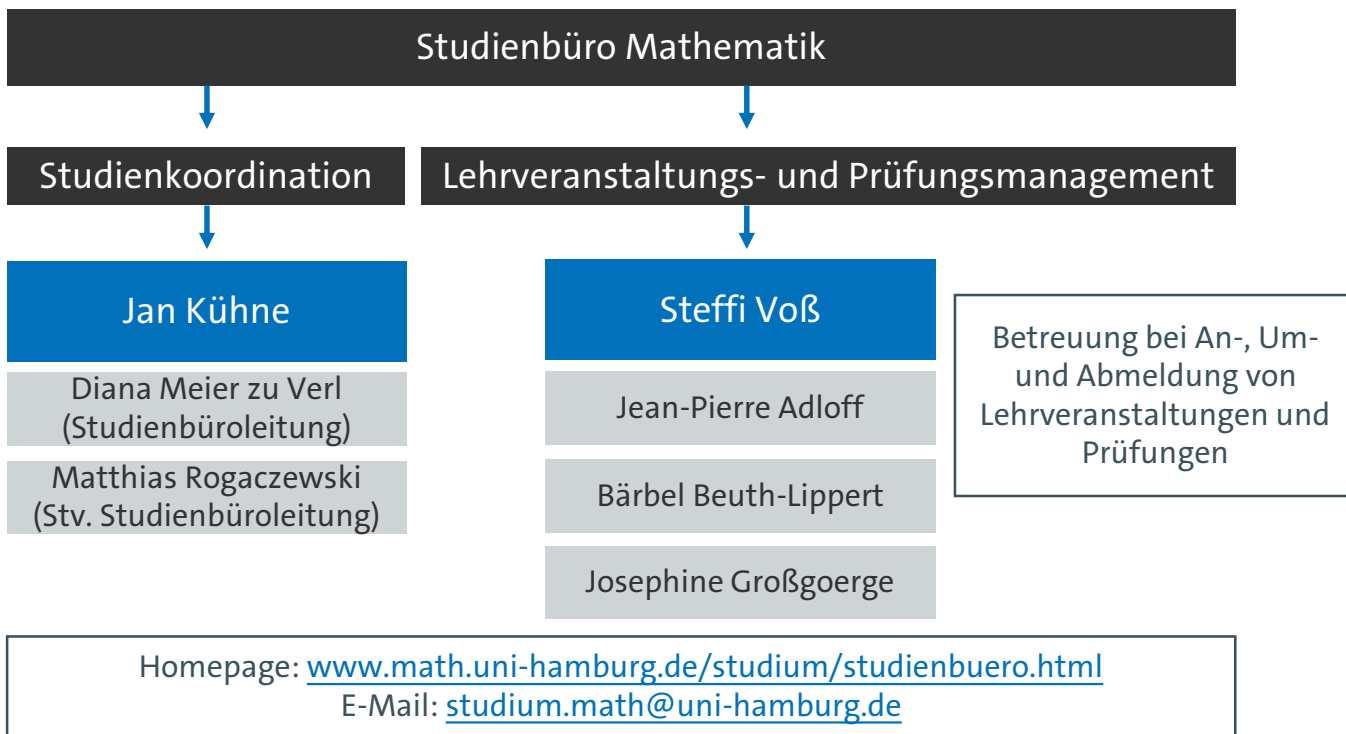 Studienbüro Mathematik
Studienkoordination
Lehrveranstaltungs- und Prüfungsmanagement
Jan Kühne
Diana Meier zu Verl
(Studienbüroleitung)
Matthias Rogaczewski
(Stv. Studienbüroleitung)
Steffi Voß
Jean-Pierre Adloff
Bärbel Beuth-Lippert
Josephine Großgoerge
Betreuung bei An-, Um-
und Abmeldung von
Lehrveranstaltungen und
Prüfungen
Homepage: www.math.uni-hamburg.de/studium/studienbuero.html
E-Mail: studium.math@uni-hamburg.de